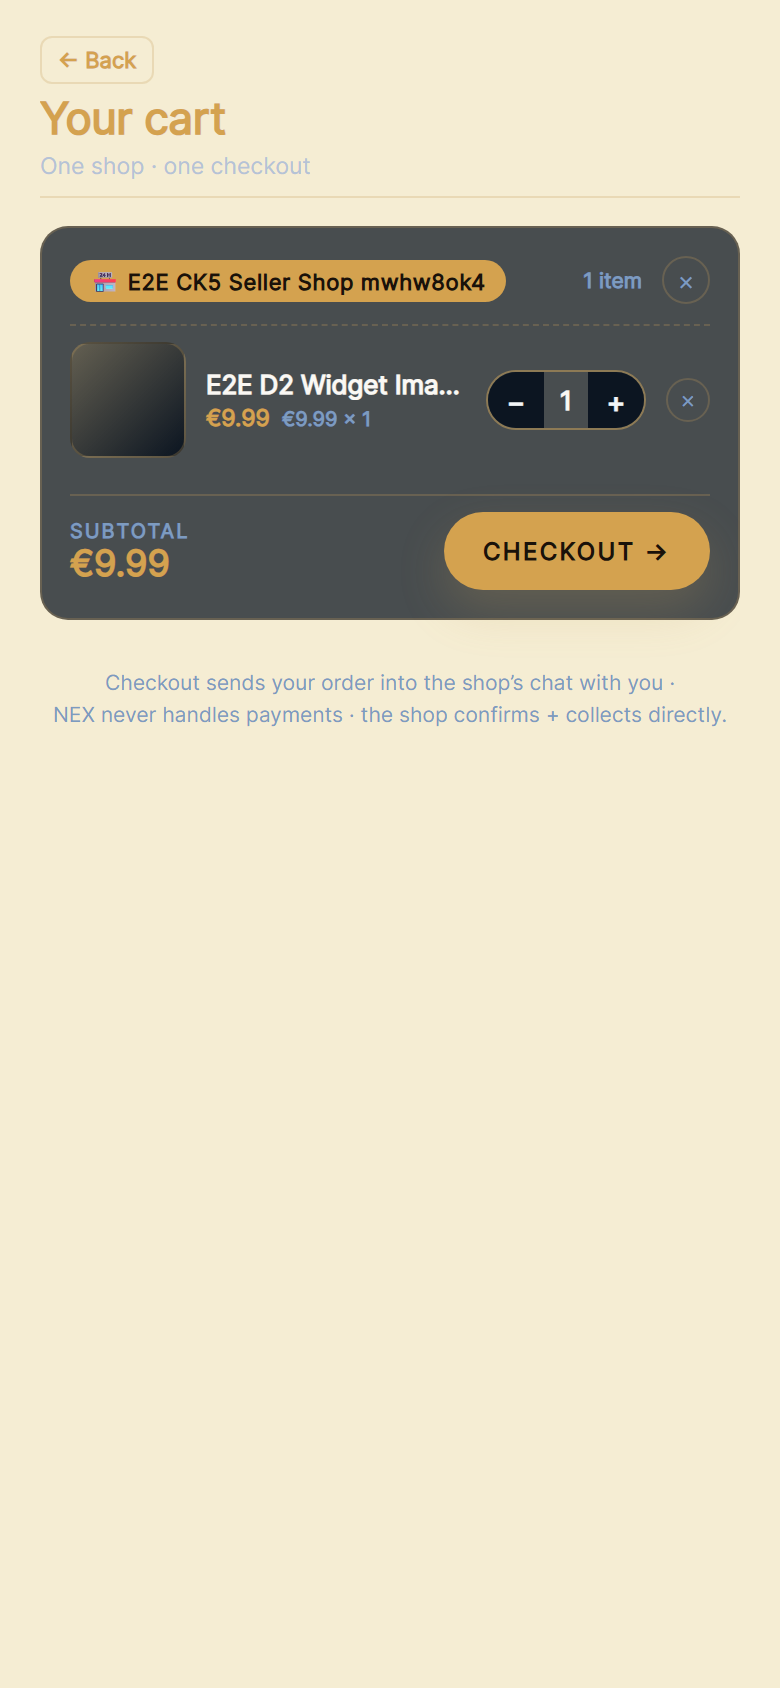 ← Back
Your cart
One shop · one checkout
E2E CK5 Seller Shop mwhw8ok4
1 item
×
E2E D2 Widget Ima...
€9.99 €9.99 × 1
− 1 +
×
SUBTOTAL
€9.99
CHECKOUT →
Checkout sends your order into the shop’s chat with you ·
NEX never handles payments · the shop confirms + collects directly.